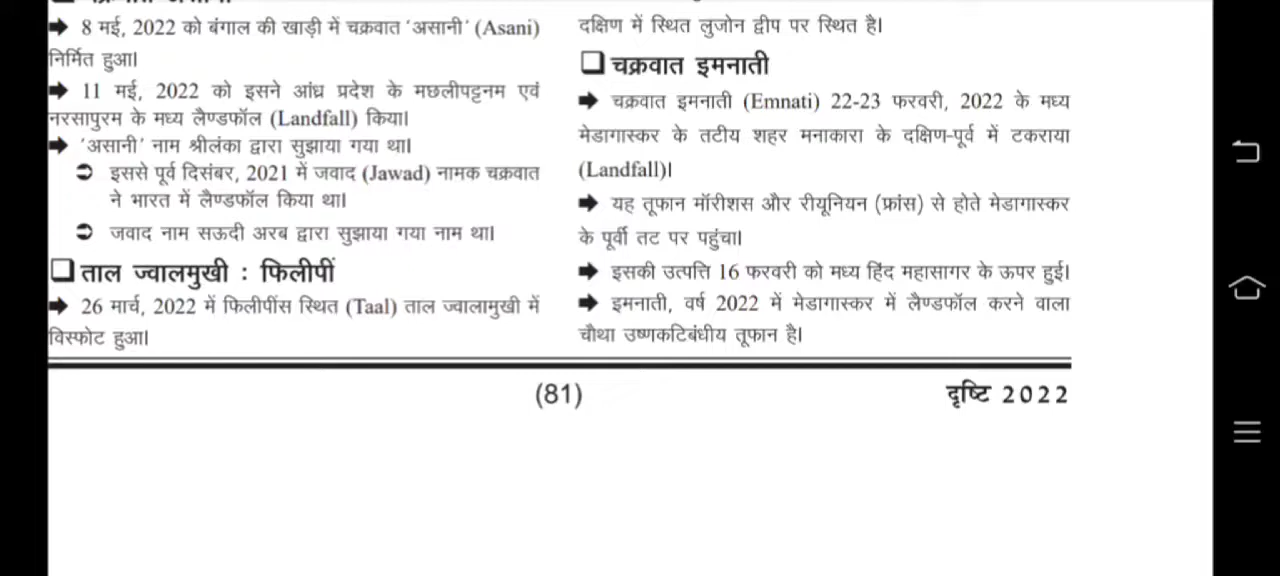 ➡ 8 मई, 2022 को बंगाल की खाड़ी में चक्रवात ‘असानी’ (Asani)
निर्मित हुआ।
➡ 11 मई, 2022 को इसने आंध्र प्रदेश के मछलीपट्टनम एवं
नरसापुरम के मध्य लैण्डफॉल (Landfall) किया।
➡ ‘असानी’ नाम श्रीलंका द्वारा सुझाया गया था।
➲ इससे पूर्व दिसंबर, 2021 में जवाद (Jawad) नामक चक्रवात
ने भारत में लैण्डफॉल किया था।
➲ जवाद नाम सऊदी अरब द्वारा सुझाया गया नाम था।
❑ ताल ज्वालमुखी : फिलीपीं
➡ 26 मार्च, 2022 में फिलीपींस स्थित (Taal) ताल ज्वालामुखी में
विस्फोट हुआ।
दक्षिण में स्थित लुजोन द्वीप पर स्थित है।
❑ चक्रवात इमनाती
➡ चक्रवात इमनाती (Emnati) 22-23 फरवरी, 2022 के मध्य
मेडागास्कर के तटीय शहर मनाकारा के दक्षिण-पूर्व में टकराया
(Landfall)।
➡ यह तूफान मॉरीशस और रीयूनियन (फ्रांस) से होते मेडागास्कर
के पूर्वी तट पर पहुंचा।
➡ इसकी उत्पत्ति 16 फरवरी को मध्य हिंद महासागर के ऊपर हुई।
➡ इमनाती, वर्ष 2022 में मेडागास्कर में लैण्डफॉल करने वाला
चौथा उष्णकटिबंधीय तूफान है।
(81)
दृष्टि 2022